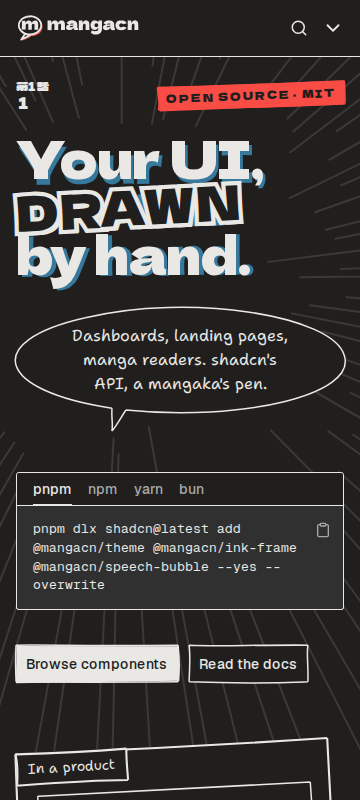 mangacn
第1話
1
OPEN SOURCE · MIT
Your UI,
DRAWN
by hand.
Dashboards, landing pages,
manga readers. shadcn's
API, a mangaka's pen.
pnpm npm yarn bun
pnpm dlx shadcn@latest add
@mangacn/theme @mangacn/ink-frame
@mangacn/speech-bubble --yes --
overwrite
Browse components
Read the docs
In a product